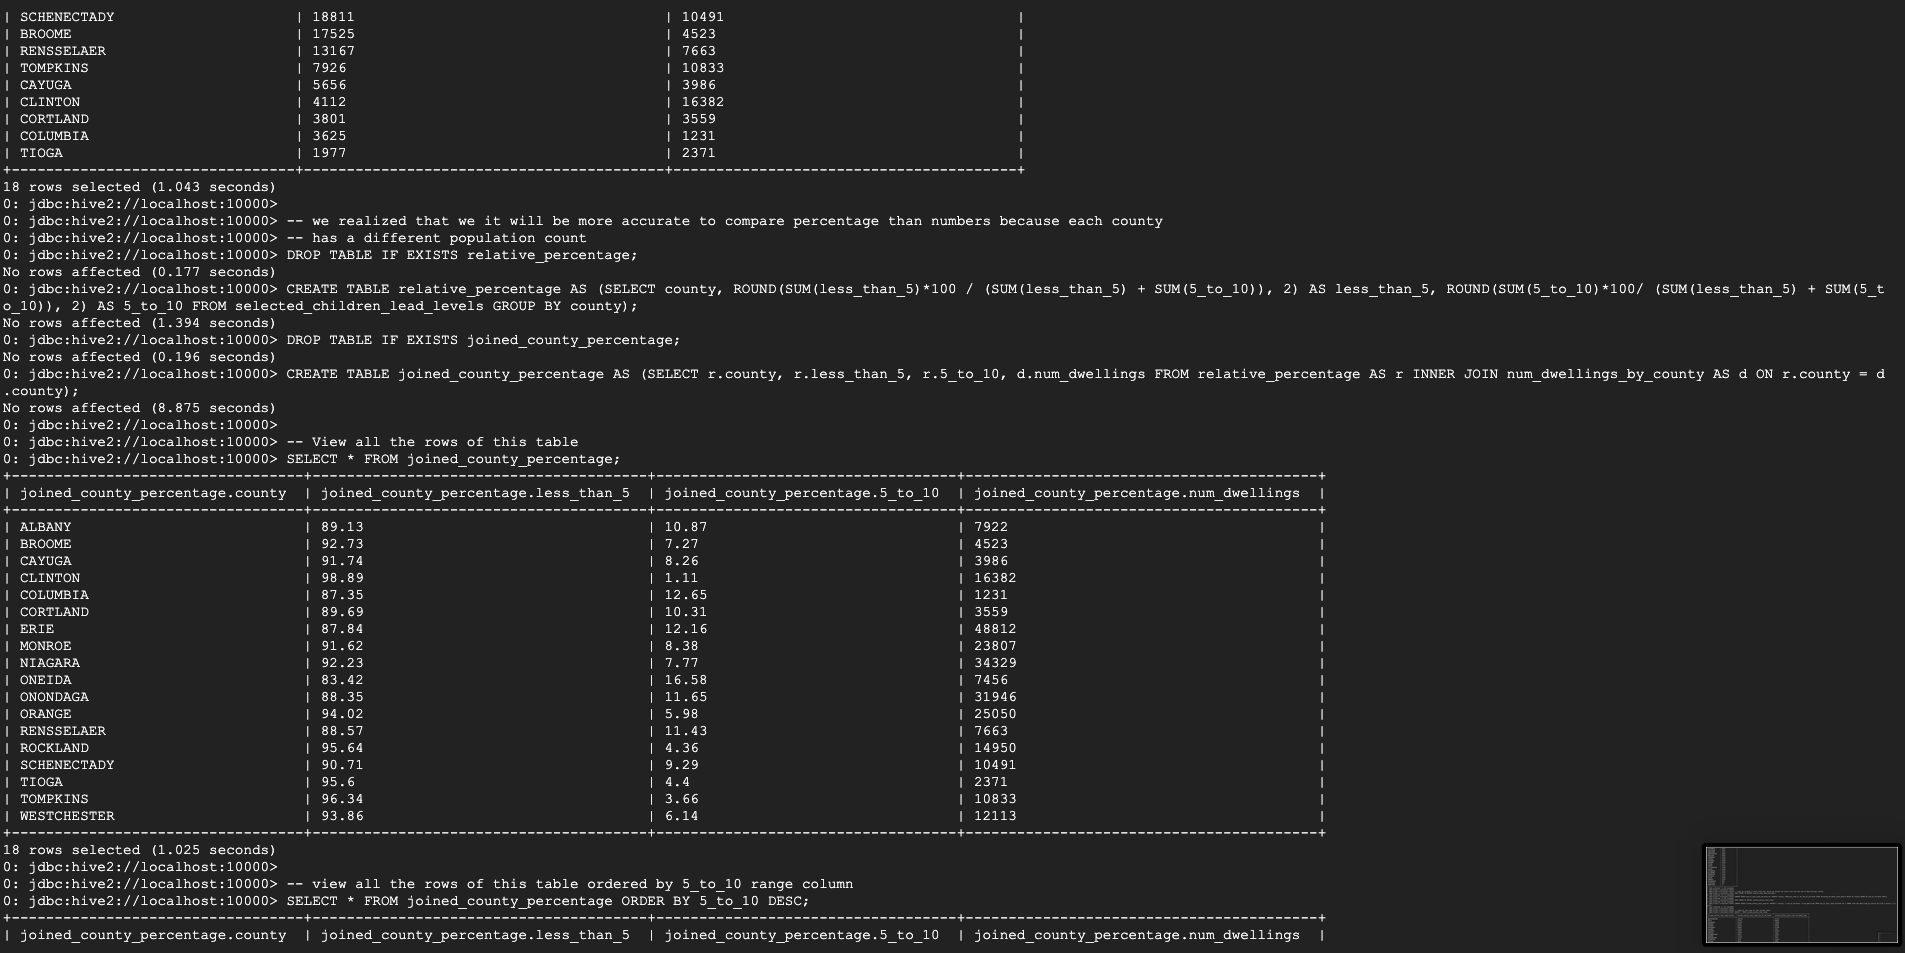 | SCHENECTADY | 18811 | 10491 |
| BROOME | 17525 | 4523 |
| RENSSELAER | 13167 | 7663 |
| TOMPKINS | 7926 | 10833 |
| CAYUGA | 5656 | 3986 |
| CLINTON | 4112 | 16382 |
| CORTLAND | 3801 | 3559 |
| COLUMBIA | 3625 | 1231 |
| TIOGA | 1977 | 2371 |
18 rows selected (1.043 seconds)
0: jdbc:hive2://localhost:10000>
0: jdbc:hive2://localhost:10000> -- we realized that we it will be more accurate to compare percentage than numbers because each county
0: jdbc:hive2://localhost:10000> -- has a different population count
0: jdbc:hive2://localhost:10000> DROP TABLE IF EXISTS relative_percentage;
No rows affected (0.177 seconds)
0: jdbc:hive2://localhost:10000> CREATE TABLE relative_percentage AS (SELECT county, ROUND(SUM(less_than_5)*100 / (SUM(less_than_5) + SUM(5_to_10)), 2) AS less_than_5, ROUND(SUM(5_to_10)*100/ (SUM(less_than_5) + SUM(5_t
o_10)), 2) AS 5_to_10 FROM selected_children_lead_levels GROUP BY county);
No rows affected (1.394 seconds)
0: jdbc:hive2://localhost:10000> DROP TABLE IF EXISTS joined_county_percentage;
No rows affected (0.196 seconds)
0: jdbc:hive2://localhost:10000> CREATE TABLE joined_county_percentage AS (SELECT r.county, r.less_than_5, r.5_to_10, d.num_dwellings FROM relative_percentage AS r INNER JOIN num_dwellings_by_county AS d ON r.county = d
.county);
No rows affected (8.875 seconds)
0: jdbc:hive2://localhost:10000>
0: jdbc:hive2://localhost:10000> -- View all the rows of this table
0: jdbc:hive2://localhost:10000> SELECT * FROM joined_county_percentage;
| joined_county_percentage.county | joined_county_percentage.less_than_5 | joined_county_percentage.5_to_10 | joined_county_percentage.num_dwellings |
| ALBANY | 89.13 | 10.87 | 7922 |
| BROOME | 92.73 | 7.27 | 4523 |
| CAYUGA | 91.74 | 8.26 | 3986 |
| CLINTON | 98.89 | 1.11 | 16382 |
| COLUMBIA | 87.35 | 12.65 | 1231 |
| CORTLAND | 89.69 | 10.31 | 3559 |
| ERIE | 87.84 | 12.16 | 48812 |
| MONROE | 91.62 | 8.38 | 23807 |
| NIAGARA | 92.23 | 7.77 | 34329 |
| ONEIDA | 83.42 | 16.58 | 7456 |
| ONONDAGA | 88.35 | 11.65 | 31946 |
| ORANGE | 94.02 | 5.98 | 25050 |
| RENSSELAER | 88.57 | 11.43 | 7663 |
| ROCKLAND | 95.64 | 4.36 | 14950 |
| SCHENECTADY | 90.71 | 9.29 | 10491 |
| TIOGA | 95.6 | 4.4 | 2371 |
| TOMPKINS | 96.34 | 3.66 | 10833 |
| WESTCHESTER | 93.86 | 6.14 | 12113 |
18 rows selected (1.025 seconds)
0: jdbc:hive2://localhost:10000>
0: jdbc:hive2://localhost:10000> -- view all the rows of this table ordered by 5_to_10 range column
0: jdbc:hive2://localhost:10000> SELECT * FROM joined_county_percentage ORDER BY 5_to_10 DESC;
| joined_county_percentage.county | joined_county_percentage.less_than_5 | joined_county_percentage.5_to_10 | joined_county_percentage.num_dwellings |